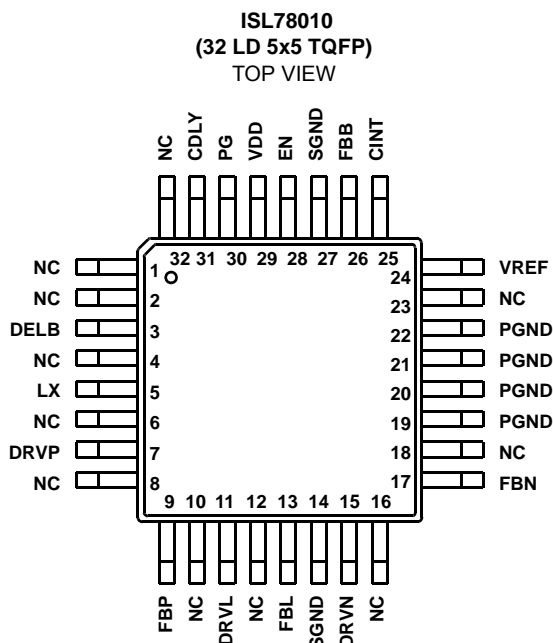 ISL78010
(32 LD 5x5 TQFP)
TOP VIEW
NC CDLY PG VDD EN SGND FBB CINT
32 31 30 29 28 27 26 25
NC 1 24 VREF
NC 2 23 NC
DELB 3 22 PGND
NC 4 21 PGND
LX 5 20 PGND
NC 6 19 PGND
DRVP 7 18 NC
NC 8 17 FBN
9 10 11 12 13 14 15 16
FBP NC DRVL NC FBL SGND DRVN NC